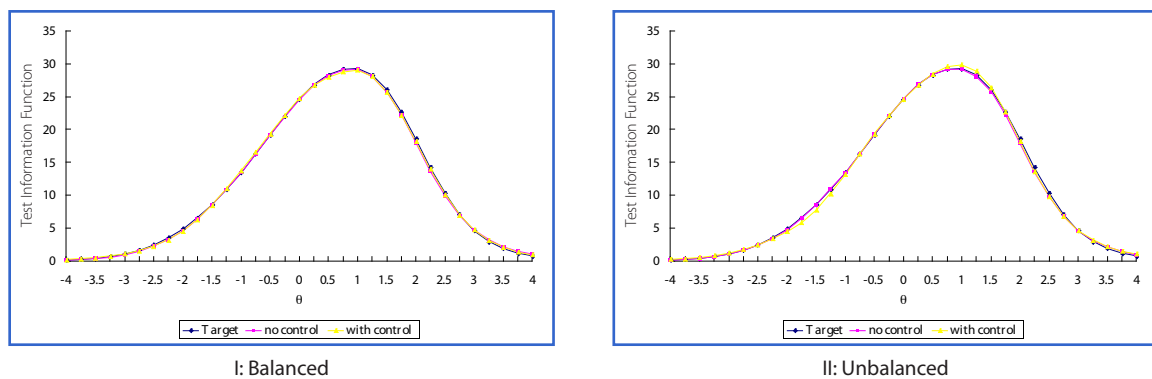 35
30
25
20
15
10
5
0
Test Information Function
-4 -3.5 -3 -2.5 -2 -1.5 -1 -0.5 0 0.5 1 1.5 2 2.5 3 3.5 4
θ
Target no control with control
I: Balanced
35
30
25
20
15
10
5
0
Test Information Function
-4 -3.5 -3 -2.5 -2 -1.5 -1 -0.5 0 0.5 1 1.5 2 2.5 3 3.5 4
θ
Target no control with control
II: Unbalanced